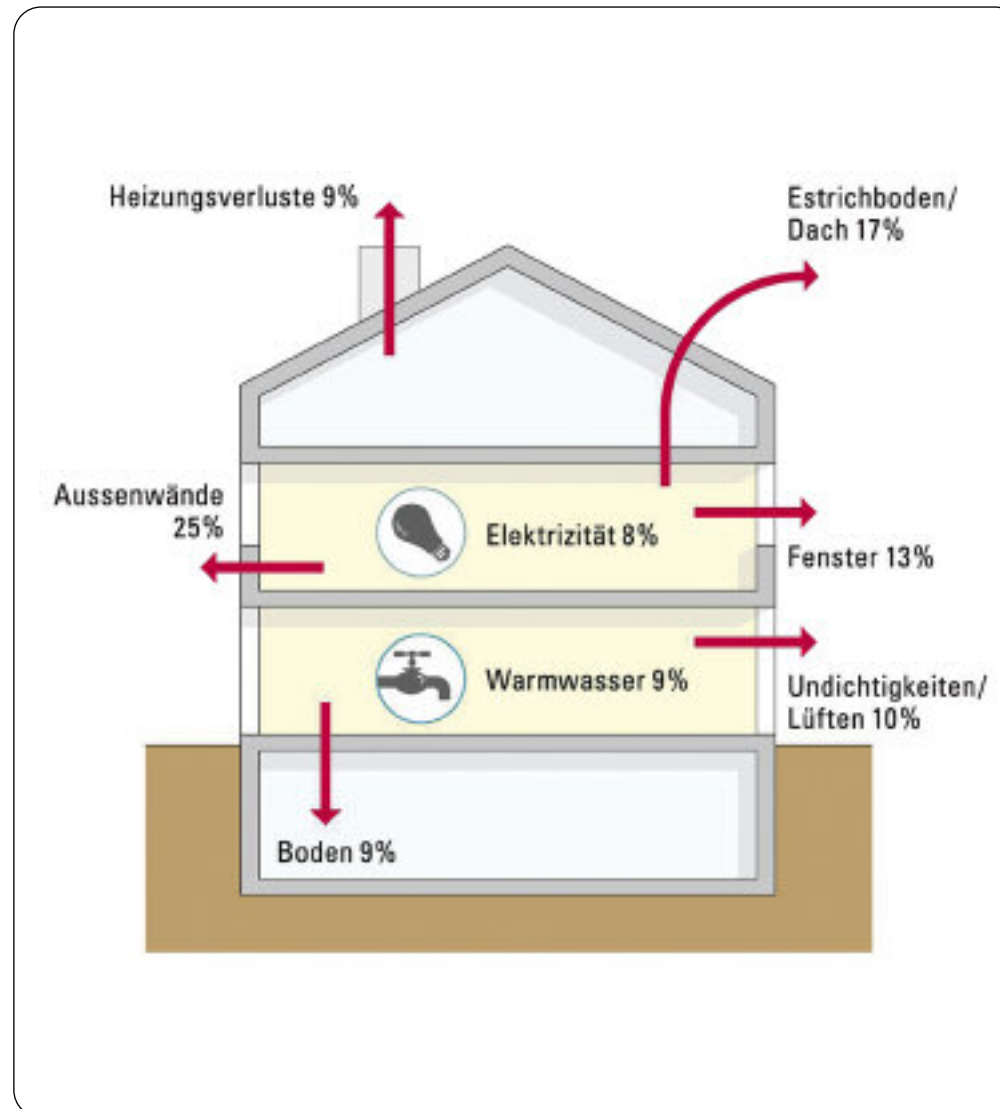 Heizungsverluste 9%
Estrichboden/
Dach 17%
Aussenwände
25%
Elektrizität 8%
Fenster 13%
Warmwasser 9%
Undichtigkeiten/
Lüften 10%
Boden 9%